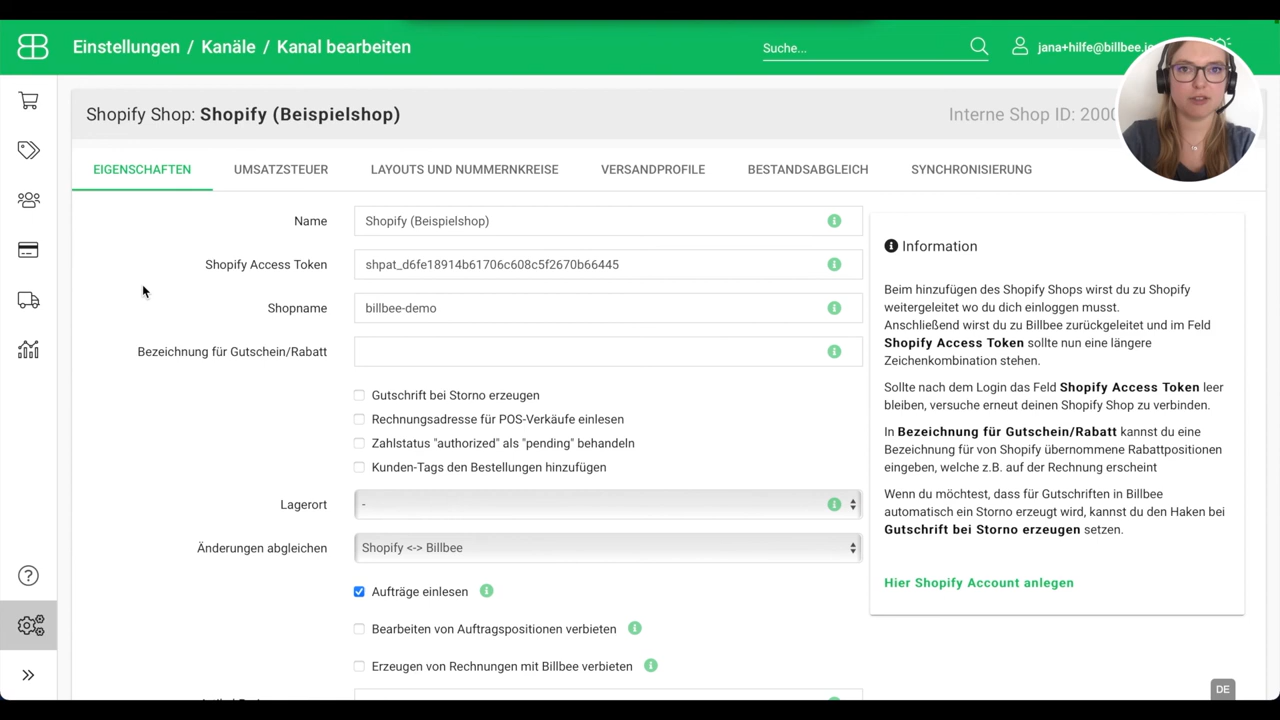 Einstellungen / Kanäle / Kanal bearbeiten
Suche...
jana+hilfe@billbee.io
Shopify Shop: Shopify (Beispielshop)
Interne Shop ID: 2000
EIGENSCHAFTEN
UMSATZSTEUER
LAYOUTS UND NUMMERNKREISE
VERSANDPROFILE
BESTANDSABGLEICH
SYNCHRONISIERUNG
Name
Shopify (Beispielshop)
Shopify Access Token
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
Shopname
billbee-demo
Bezeichnung für Gutschein/Rabatt
Gutschrift bei Storno erzeugen
Rechnungsadresse für POS-Verkäufe einlesen
Zahlstatus "authorized" als "pending" behandeln
Kunden-Tags den Bestellungen hinzufügen
Lagerort
-
Änderungen abgleichen
Shopify <-> Billbee
Aufträge einlesen
Bearbeiten von Auftragspositionen verbieten
Erzeugen von Rechnungen mit Billbee verbieten
Information
Beim hinzufügen des Shopify Shops wirst du zu Shopify
weitergeleitet wo du dich einloggen musst.
Anschließend wirst du zu Billbee zurückgeleitet und im Feld
Shopify Access Token sollte nun eine längere
Zeichenkombination stehen.
Sollte nach dem Login das Feld Shopify Access Token leer
bleiben, versuche erneut deinen Shopify Shop zu verbinden.
In Bezeichnung für Gutschein/Rabatt kannst du eine
Bezeichnung für von Shopify übernommene Rabattpositionen
eingeben, welche z.B. auf der Rechnung erscheint
Wenn du möchtest, dass für Gutschriften in Billbee
automatisch ein Storno erzeugt wird, kannst du den Haken bei
Gutschrift bei Storno erzeugen setzen.
Hier Shopify Account anlegen
DE